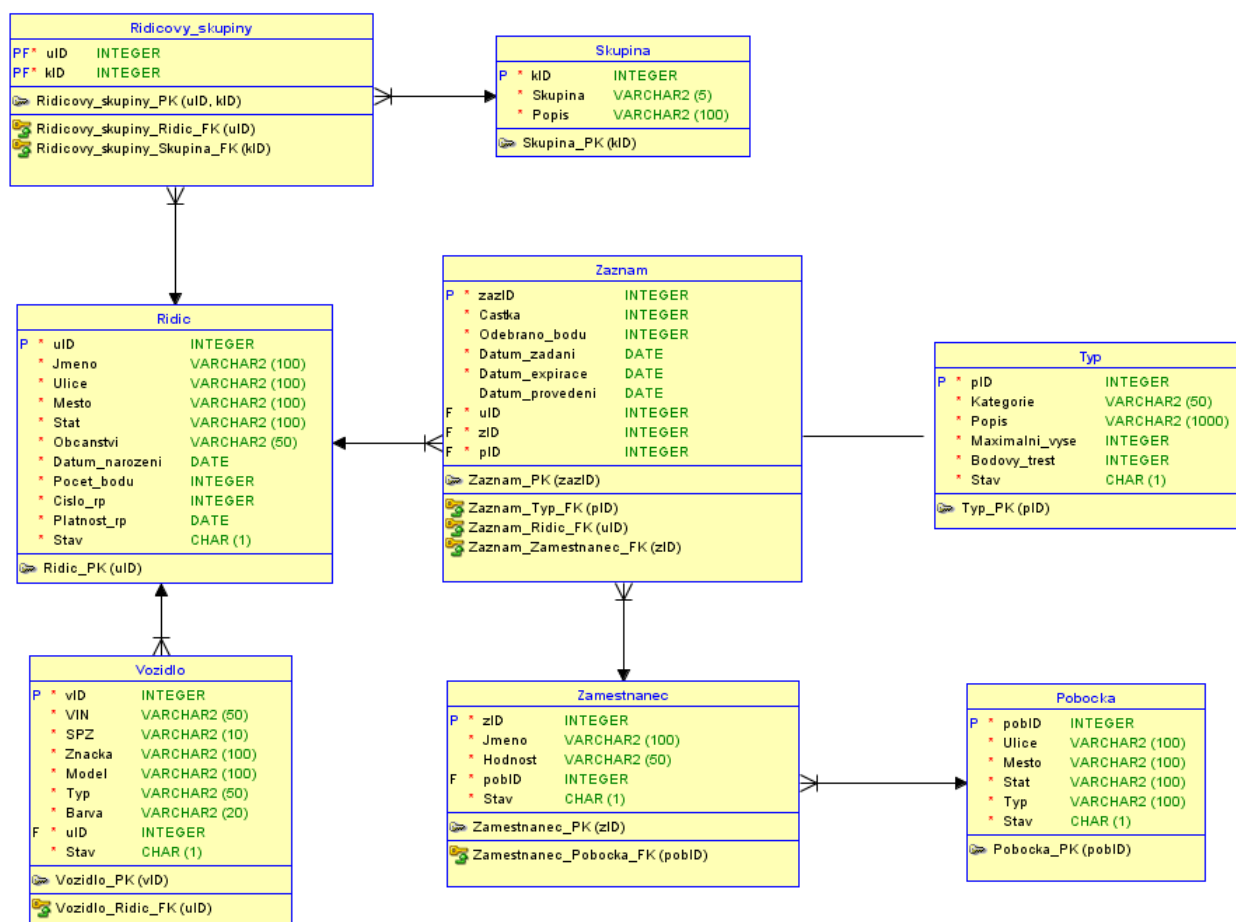 Ridicovy_skupiny
PF* uID INTEGER
PF* kID INTEGER
Ridicovy_skupiny_PK (uID, kID)
Ridicovy_skupiny_Ridic_FK (uID)
Ridicovy_skupiny_Skupina_FK (kID)
Skupina
P * kID INTEGER
* Skupina VARCHAR2 (5)
* Popis VARCHAR2 (100)
Skupina_PK (kID)
Ridic
P * uID INTEGER
* Jmeno VARCHAR2 (100)
* Ulice VARCHAR2 (100)
* Mesto VARCHAR2 (100)
* Stat VARCHAR2 (100)
* Obcanstvi VARCHAR2 (50)
* Datum_narozeni DATE
* Pocet_bodu INTEGER
* Cislo_rp INTEGER
* Platnost_rp DATE
* Stav CHAR (1)
Ridic_PK (uID)
Zaznam
P * zazID INTEGER
* Castka INTEGER
* Odebrano_bodu INTEGER
* Datum_zadani DATE
* Datum_expirace DATE
Datum_provedeni DATE
F * uID INTEGER
F * zID INTEGER
F * pID INTEGER
Zaznam_PK (zazID)
Zaznam_Typ_FK (pID)
Zaznam_Ridic_FK (uID)
Zaznam_Zamestnanec_FK (zID)
Typ
P * pID INTEGER
* Kategorie VARCHAR2 (50)
* Popis VARCHAR2 (1000)
* Maximalni_vyse INTEGER
* Bodovy_trest INTEGER
* Stav CHAR (1)
Typ_PK (pID)
Vozidlo
P * vID INTEGER
* VIN VARCHAR2 (50)
* SPZ VARCHAR2 (10)
* Znacka VARCHAR2 (100)
* Model VARCHAR2 (100)
* Typ VARCHAR2 (50)
* Barva VARCHAR2 (20)
F * uID INTEGER
* Stav CHAR (1)
Vozidlo_PK (vID)
Vozidlo_Ridic_FK (uID)
Zamestnanec
P * zID INTEGER
* Jmeno VARCHAR2 (100)
* Hodnost VARCHAR2 (50)
F * pobID INTEGER
* Stav CHAR (1)
Zamestnanec_PK (zID)
Zamestnanec_Pobocka_FK (pobID)
Pobocka
P * pobID INTEGER
* Ulice VARCHAR2 (100)
* Mesto VARCHAR2 (100)
* Stat VARCHAR2 (100)
* Typ VARCHAR2 (100)
* Stav CHAR (1)
Pobocka_PK (pobID)